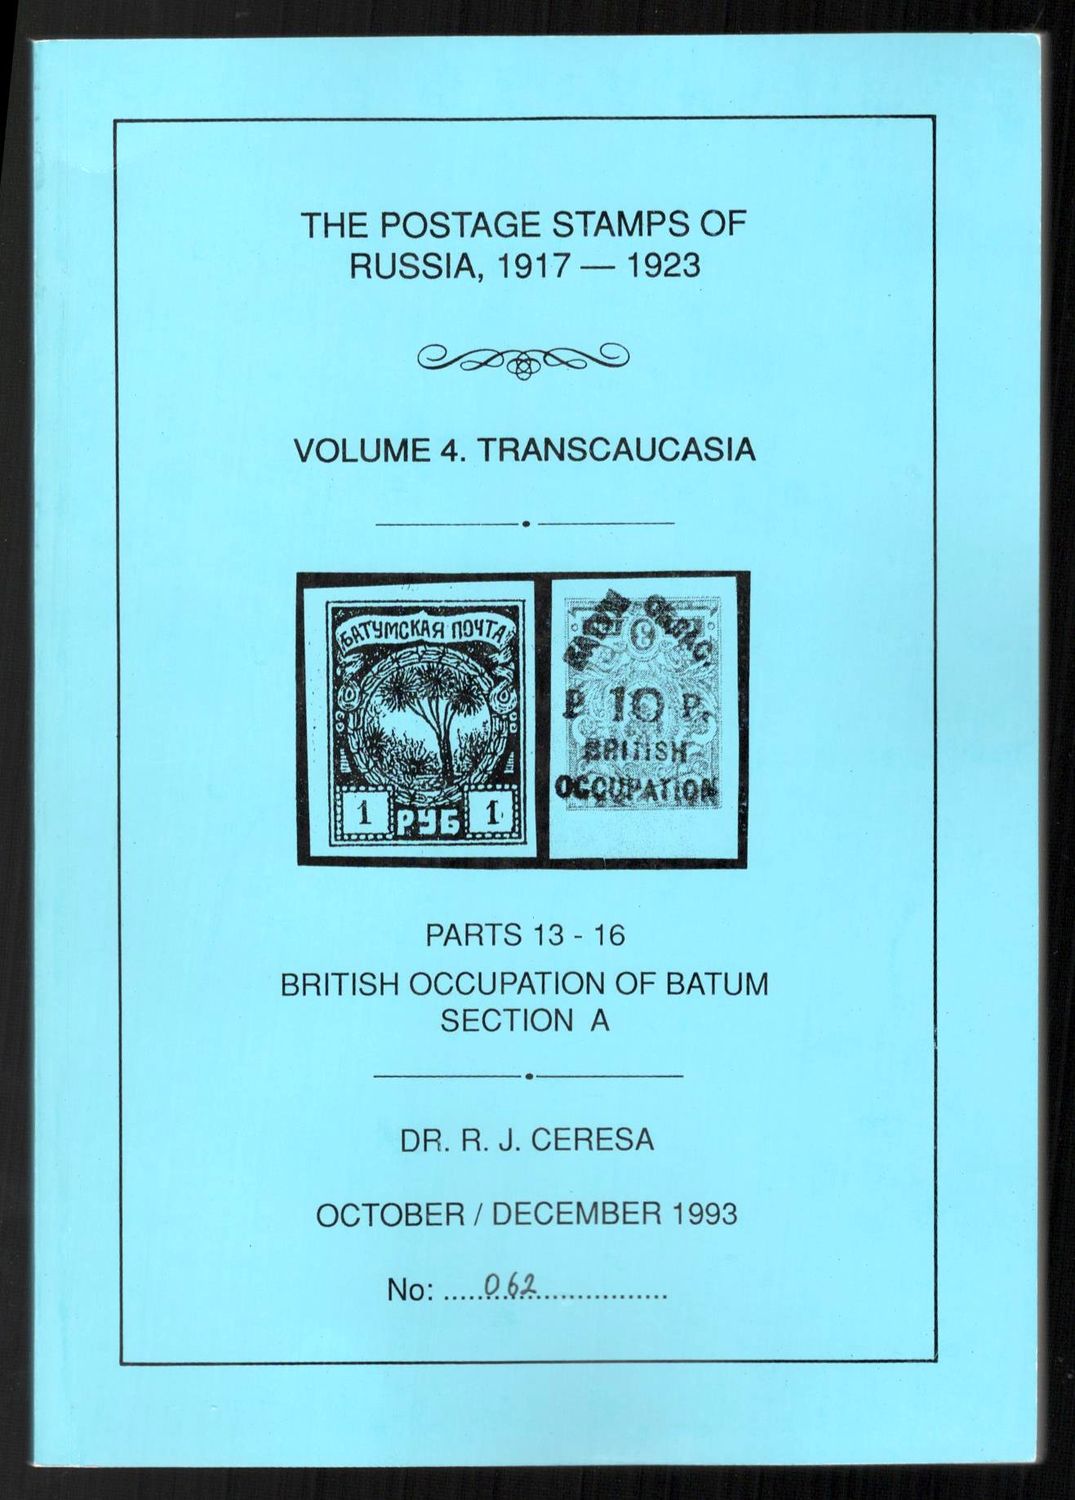 THE POSTAGE STAMPS OF
RUSSIA, 1917 — 1923
VOLUME 4. TRANSCAUCASIA
БАТУМСКАЯ ПОЧТА
1 РУБ 1
ОБЛАС.
Р 10 Р.
BRITISH
OCCUPATION
PARTS 13 - 16
BRITISH OCCUPATION OF BATUM
SECTION A
DR. R. J. CERESA
OCTOBER / DECEMBER 1993
No: .....062......................